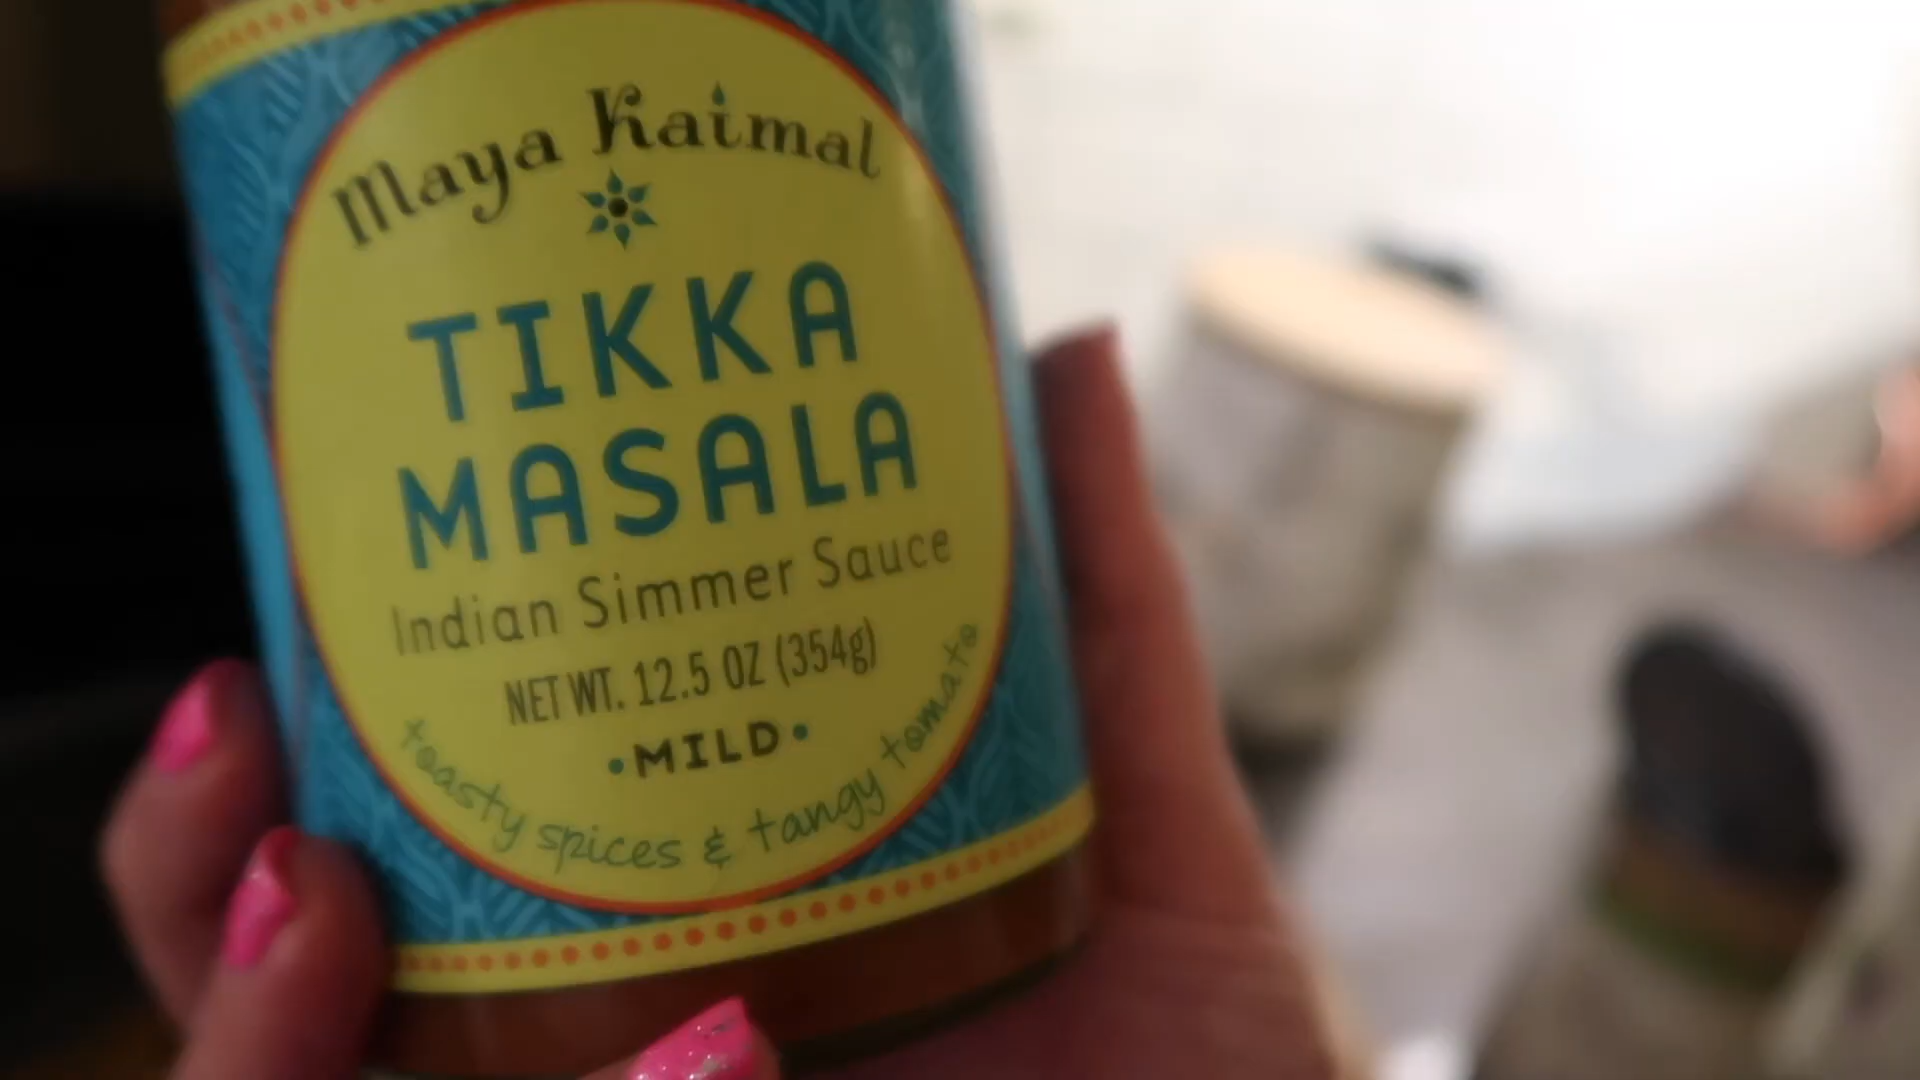 Maya Kaimal
TIKKA
MASALA
Indian Simmer Sauce
NET WT. 12.5 OZ (354g)
•MILD•
toasty spices & tangy tomato